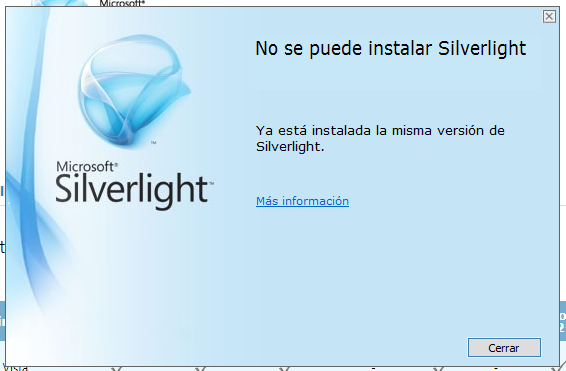 Microsoft®
No se puede instalar Silverlight
Ya está instalada la misma versión de
Silverlight.
Microsoft®
Silverlight™
Más información
Cerrar